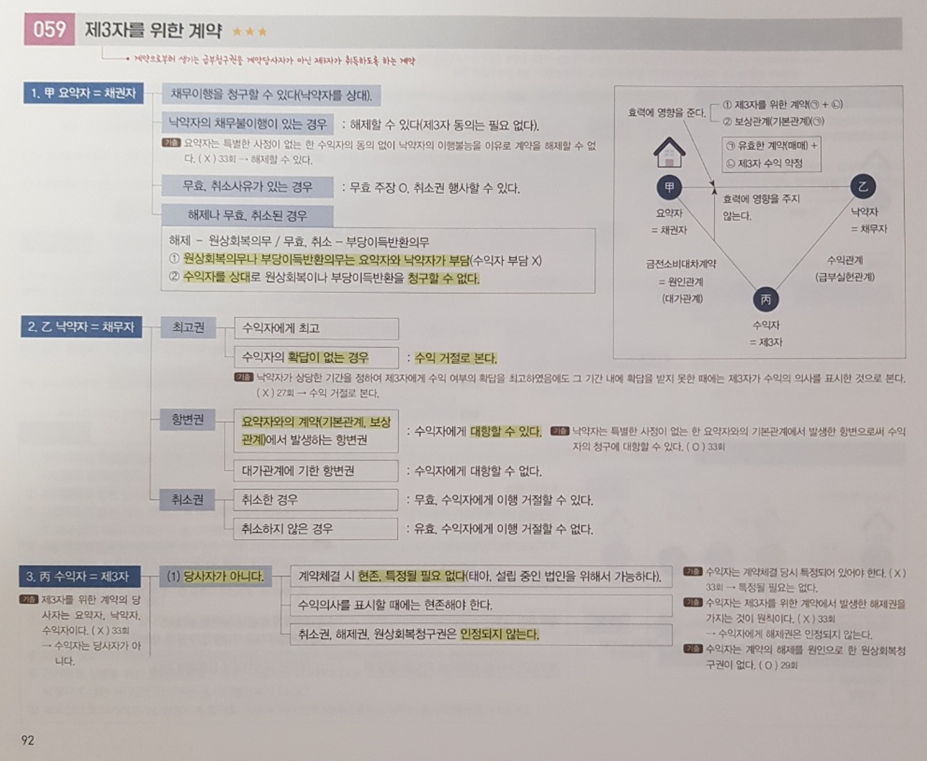 059 제3자를 위한 계약 ★★★
계약으로부터 생기는 급부청구권을 계약당사자가 아닌 제3자가 취득하도록 하는 계약
1. 甲 요약자 = 채권자
채무이행을 청구할 수 있다(낙약자를 상대).
낙약자의 채무불이행이 있는 경우 : 해제할 수 있다(제3자 동의는 필요 없다).
기출 요약자는 특별한 사정이 없는 한 수익자의 동의 없이 낙약자의 이행불능을 이유로 계약을 해제할 수 없
다. ( X ) 33회 → 해제할 수 있다.
무효, 취소사유가 있는 경우 : 무효 주장 O, 취소권 행사할 수 있다.
해제나 무효, 취소된 경우
해제 – 원상회복의무 / 무효, 취소 – 부당이득반환의무
① 원상회복의무나 부당이득반환의무는 요약자와 낙약자가 부담(수익자 부담 X)
② 수익자를 상대로 원상회복이나 부당이득반환을 청구할 수 없다.
효력에 영향을 준다.
① 제3자를 위한 계약(㉠ + ㉡)
② 보상관계(기본관계)(㉠)
㉠ 유효한 계약(매매) +
㉡ 제3자 수익 약정
甲
乙
요약자
= 채권자
효력에 영향을 주지
않는다.
낙약자
= 채무자
금전소비대차계약
= 원인관계
(대가관계)
수익관계
(급부실현관계)
丙
수익자
= 제3자
2. 乙 낙약자 = 채무자
최고권
수익자에게 최고
수익자의 확답이 없는 경우 : 수익 거절로 본다.
기출 낙약자가 상당한 기간을 정하여 제3자에게 수익 여부의 확답을 최고하였음에도 그 기간 내에 확답을 받지 못한 때에는 제3자가 수익의 의사를 표시한 것으로 본다.
( X ) 27회 → 수익 거절로 본다.
항변권
요약자와의 계약(기본관계, 보상
관계)에서 발생하는 항변권
: 수익자에게 대항할 수 있다.
기출 낙약자는 특별한 사정이 없는 한 요약자와의 기본관계에서 발생한 항변으로써 수익
자의 청구에 대항할 수 있다. ( O ) 33회
대가관계에 기한 항변권 : 수익자에게 대항할 수 없다.
취소권
취소한 경우 : 무효, 수익자에게 이행 거절할 수 있다.
취소하지 않은 경우 : 유효, 수익자에게 이행 거절할 수 없다.
3. 丙 수익자 = 제3자
기출 제3자를 위한 계약의 당
사자는 요약자, 낙약자,
수익자이다. ( X ) 33회
→ 수익자는 당사자가 아
니다.
(1) 당사자가 아니다.
계약체결 시 현존, 특정될 필요 없다(태아, 설립 중인 법인을 위해서 가능하다).
수익의사를 표시할 때에는 현존해야 한다.
취소권, 해제권, 원상회복청구권은 인정되지 않는다.
기출 수익자는 계약체결 당시 특정되어 있어야 한다. ( X )
33회 → 특정될 필요는 없다.
기출 수익자는 제3자를 위한 계약에서 발생한 해제권을
가지는 것이 원칙이다. ( X ) 33회
→ 수익자에게 해제권은 인정되지 않는다.
기출 수익자는 계약의 해제를 원인으로 한 원상회복청
구권이 없다. ( O ) 29회
92